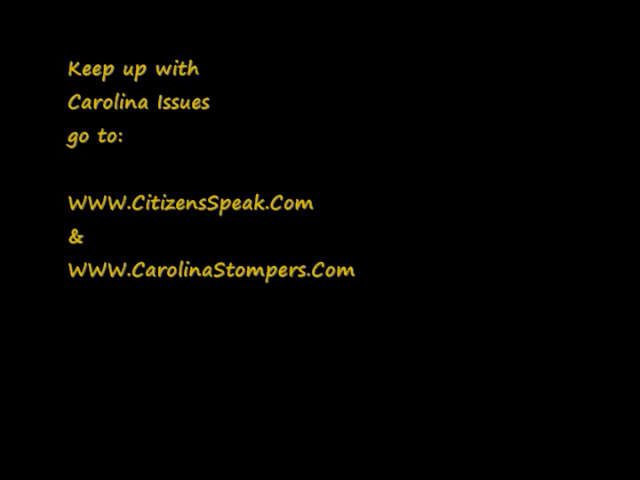 Keep up with
Carolina Issues
go to:
WWW.CitizensSpeak.Com
&
WWW.CarolinaStompers.Com